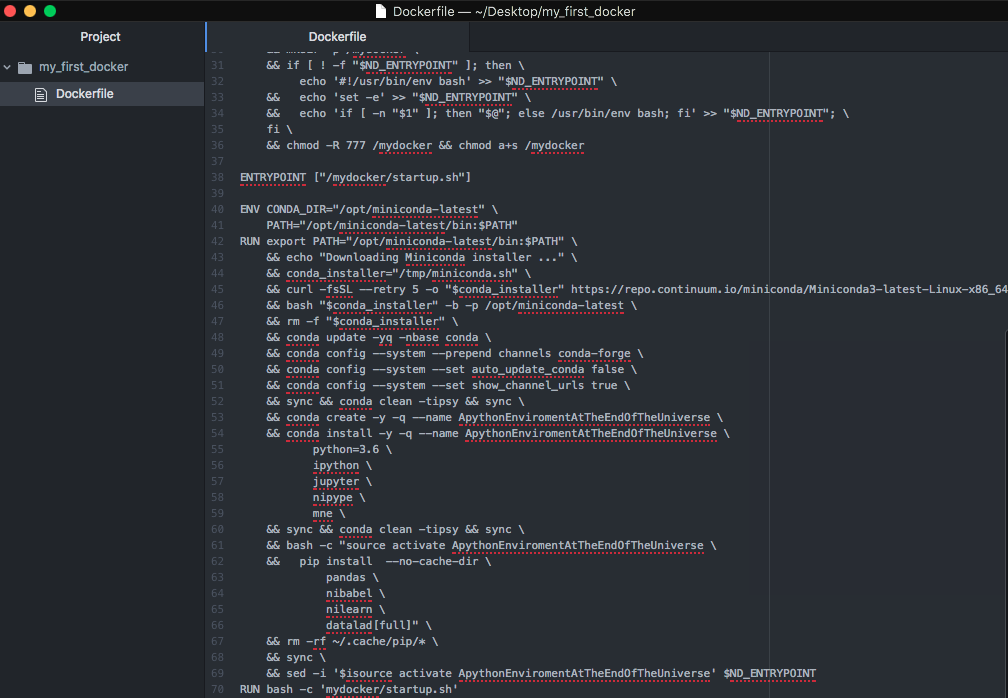 Dockerfile — ~/Desktop/my_first_docker
Project
Dockerfile
my_first_docker
Dockerfile
31 && if [ ! -f "$ND_ENTRYPOINT" ]; then \
32 echo '#!/usr/bin/env bash' >> "$ND_ENTRYPOINT" \
33 && echo 'set -e' >> "$ND_ENTRYPOINT" \
34 && echo 'if [ -n "$1" ]; then "$@"; else /usr/bin/env bash; fi' >> "$ND_ENTRYPOINT"; \
35 fi \
36 && chmod -R 777 /mydocker && chmod a+s /mydocker
37
38 ENTRYPOINT ["/mydocker/startup.sh"]
39
40 ENV CONDA_DIR="/opt/miniconda-latest" \
41 PATH="/opt/miniconda-latest/bin:$PATH"
42 RUN export PATH="/opt/miniconda-latest/bin:$PATH" \
43 && echo "Downloading Miniconda installer ..." \
44 && conda_installer="/tmp/miniconda.sh" \
45 && curl -fsSL --retry 5 -o "$conda_installer" https://repo.continuum.io/miniconda/Miniconda3-latest-Linux-x86_64
46 && bash "$conda_installer" -b -p /opt/miniconda-latest \
47 && rm -f "$conda_installer" \
48 && conda update -yq -nbase conda \
49 && conda config --system --prepend channels conda-forge \
50 && conda config --system --set auto_update_conda false \
51 && conda config --system --set show_channel_urls true \
52 && sync && conda clean -tipsy && sync \
53 && conda create -y -q --name ApythonEnviromentAtTheEndOfTheUniverse \
54 && conda install -y -q --name ApythonEnviromentAtTheEndOfTheUniverse \
55 python=3.6 \
56 ipython \
57 jupyter \
58 nipype \
59 mne \
60 && sync && conda clean -tipsy && sync \
61 && bash -c "source activate ApythonEnviromentAtTheEndOfTheUniverse \
62 && pip install --no-cache-dir \
63 pandas \
64 nibabel \
65 nilearn \
66 datalad[full]" \
67 && rm -rf ~/.cache/pip/* \
68 && sync \
69 && sed -i '$isource activate ApythonEnviromentAtTheEndOfTheUniverse' $ND_ENTRYPOINT
70 RUN bash -c 'mydocker/startup.sh'